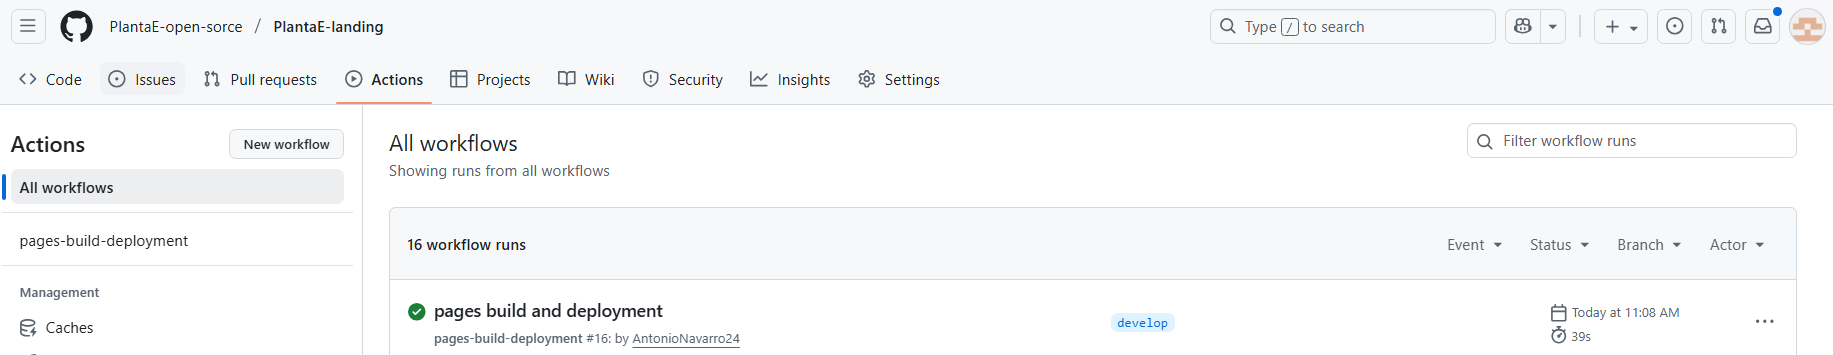 PlantaE-open-sorce / PlantaE-landing
Type / to search
Code
Issues
Pull requests
Actions
Projects
Wiki
Security
Insights
Settings
Actions
New workflow
All workflows
pages-build-deployment
Management
Caches
All workflows
Showing runs from all workflows
Filter workflow runs
16 workflow runs
Event
Status
Branch
Actor
pages build and deployment
pages-build-deployment #16: by AntonioNavarro24
develop
Today at 11:08 AM
39s